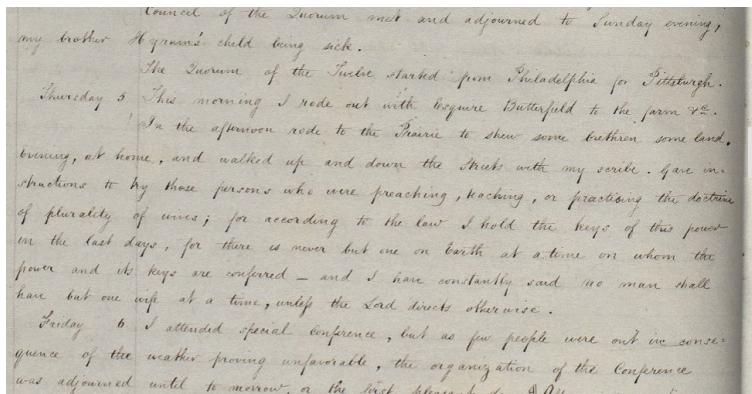 Council of the Quorum met and adjourned to Sunday evening,
my brother Hyrum's child being sick.
The Quorum of the Twelve started from Philadelphia for Pittsburgh.
Thursday 5 This morning I rode out with Esquire Butterfield to the farm &c.
In the afternoon rode to the Prairie to shew some brethren some land.
evening, at home, and walked up and down the Streets with my scribe. Gave in-
structions to try those persons who were preaching, teaching, or practicing the doctrine
of plurality of wives; for according to the law I hold the keys of this power
in the last days, for there is never but one on Earth at a time on whom the
power and its keys are conferred — and I have constantly said no man shall
have but one wife at a time, unless the Lord directs otherwise.
Friday 6 I attended special conference, but as few people were out in conse-
quence of the weather proving unfavorable, the organization of the Conference
was adjourned until to morrow, or the first pleasant